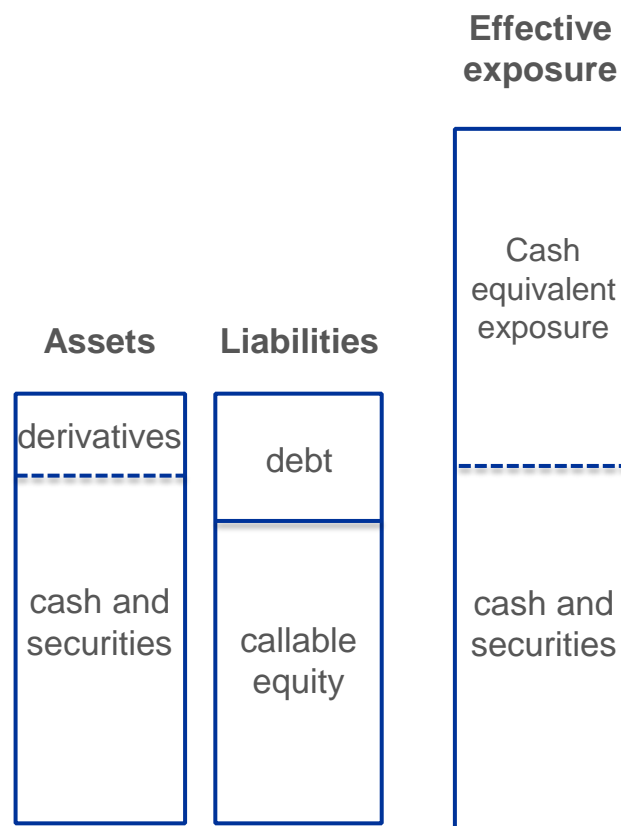 Effective
exposure
Assets
Liabilities
derivatives
cash and
securities
debt
callable
equity
Cash
equivalent
exposure
cash and
securities